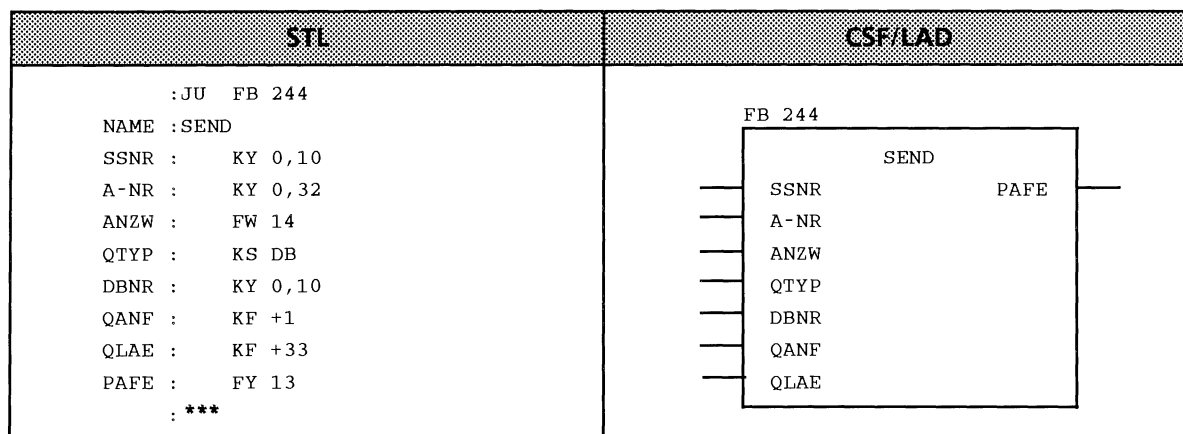 STL
:JU FB 244
NAME :SEND
SSNR : KY 0,10
A-NR : KY 0,32
ANZW : FW 14
QTYP : KS DB
DBNR : KY 0,10
QANF : KF +1
QLAE : KF +33
PAFE : FY 13
: ***
CSF/LAD
FB 244
SEND
SSNR PAFE
A-NR
ANZW
QTYP
DBNR
QANF
QLAE